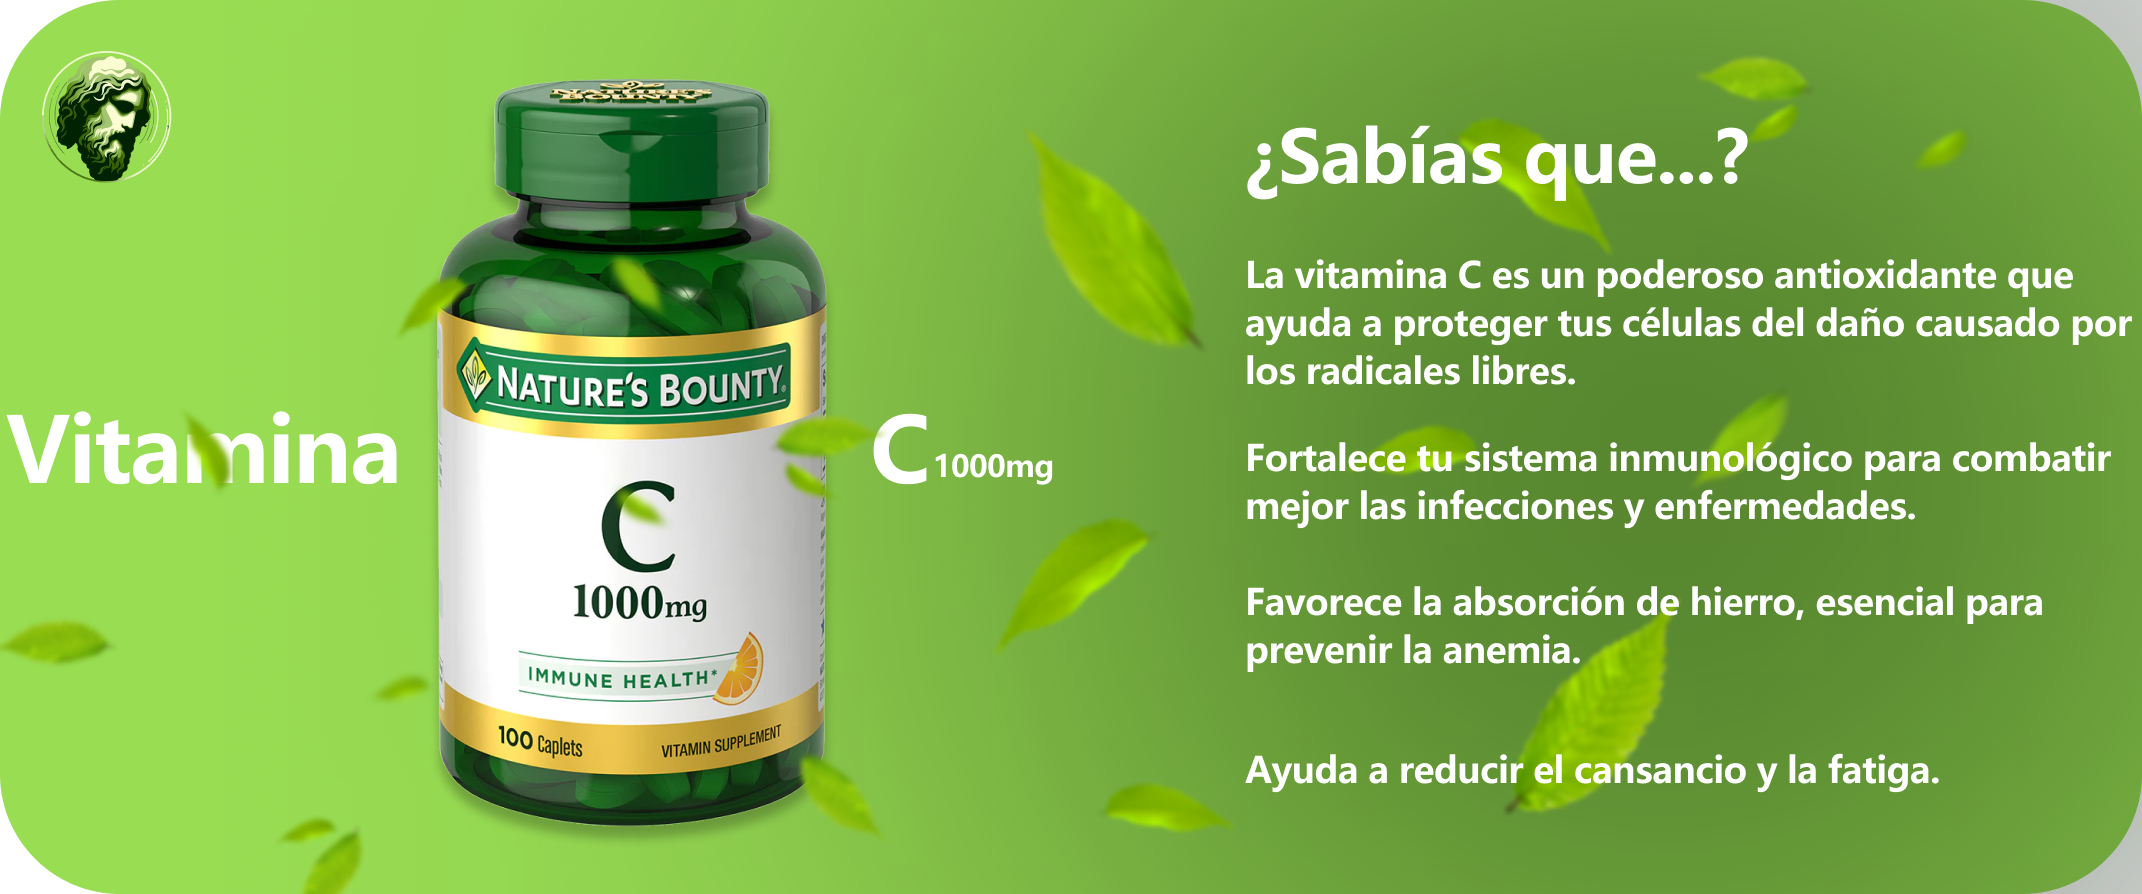 NATURE'S
BOUNTY
NATURE'S BOUNTY®
Vitamina
C 1000mg
C
1000mg
IMMUNE HEALTH*
100 Caplets
VITAMIN SUPPLEMENT
¿Sabías que...?
La vitamina C es un poderoso antioxidante que
ayuda a proteger tus células del daño causado por
los radicales libres.
Fortalece tu sistema inmunológico para combatir
mejor las infecciones y enfermedades.
Favorece la absorción de hierro, esencial para
prevenir la anemia.
Ayuda a reducir el cansancio y la fatiga.